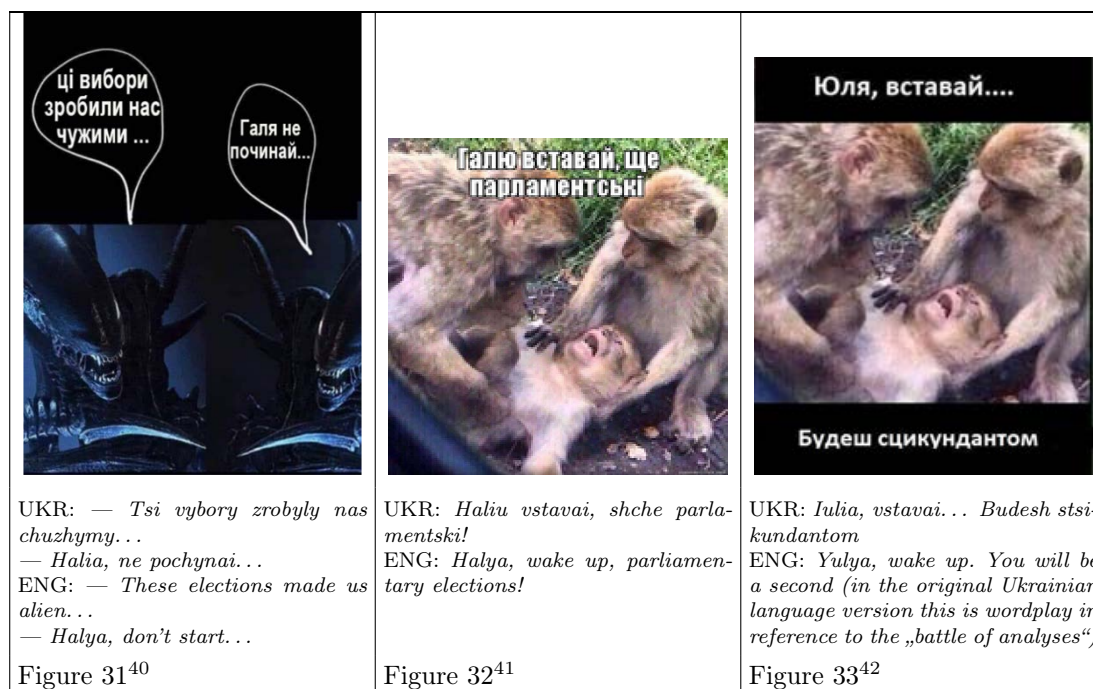 ці вибори
зробили нас
чужими ...
Галя не
починай...
Галю вставай, ще
парламентські
Юля, вставай....
Будеш сцикундантом
UKR: — Tsi vybory zrobyly nas
chuzhymy...
— Halia, ne pochynai...
ENG: — These elections made us
alien...
— Halya, don't start...
Figure 31⁴⁰
UKR: Haliu vstavai, shche parla-
mentski!
ENG: Halya, wake up, parliamen-
tary elections!
Figure 32⁴¹
UKR: Iulia, vstavai... Budesh stsi-
kundantom
ENG: Yulya, wake up. You will be
a second (in the original Ukrainian
language version this is wordplay in
reference to the „battle of analyses“)
Figure 33⁴²